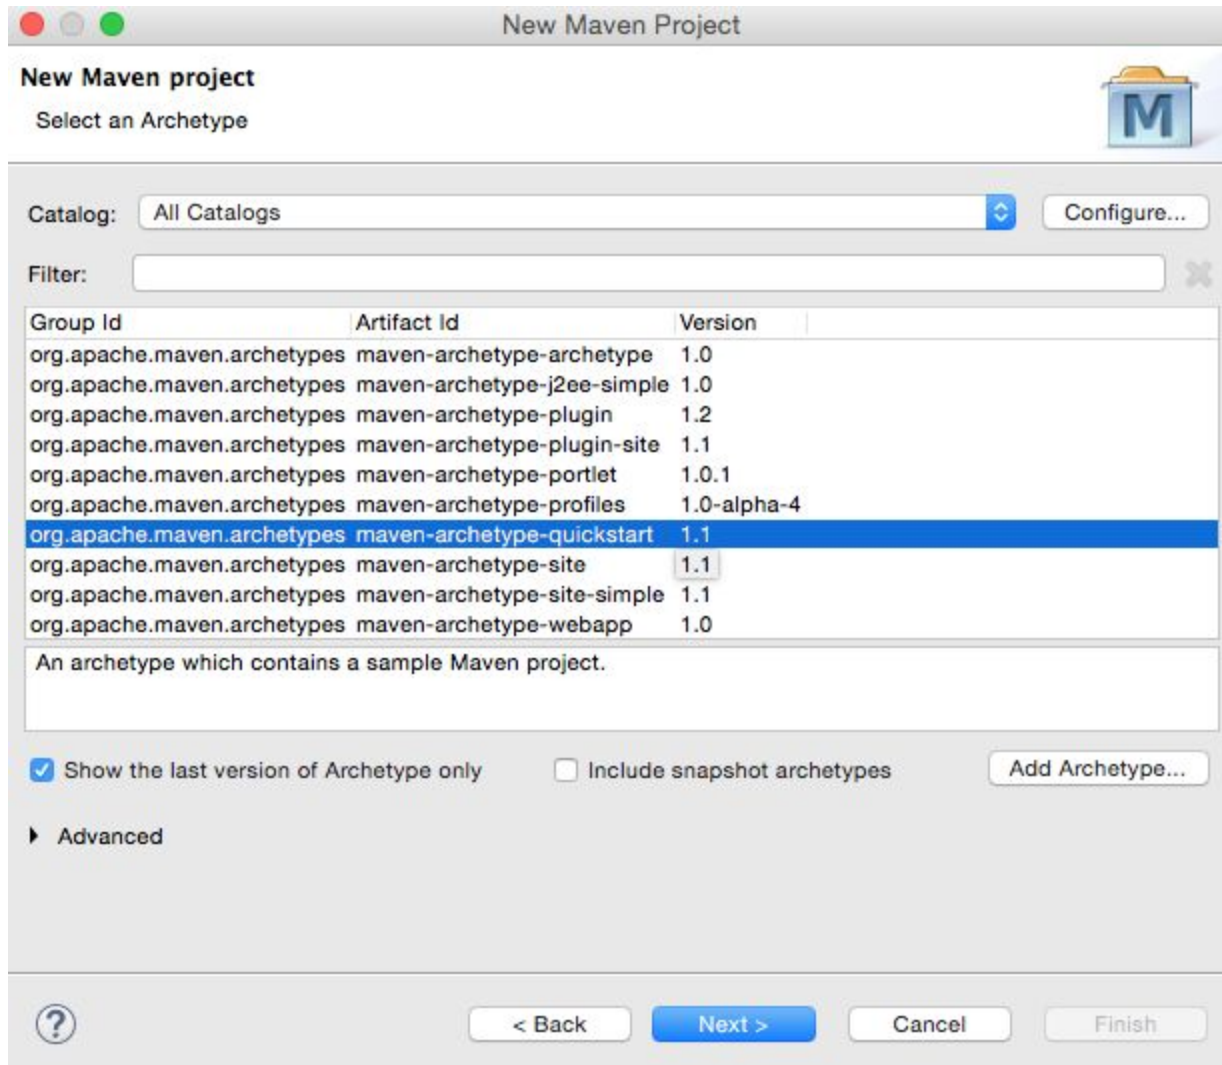 New Maven Project
New Maven project
Select an Archetype
M
Catalog: All Catalogs Configure...
Filter:
Group Id Artifact Id Version
org.apache.maven.archetypes maven-archetype-archetype 1.0
org.apache.maven.archetypes maven-archetype-j2ee-simple 1.0
org.apache.maven.archetypes maven-archetype-plugin 1.2
org.apache.maven.archetypes maven-archetype-plugin-site 1.1
org.apache.maven.archetypes maven-archetype-portlet 1.0.1
org.apache.maven.archetypes maven-archetype-profiles 1.0-alpha-4
org.apache.maven.archetypes maven-archetype-quickstart 1.1
org.apache.maven.archetypes maven-archetype-site 1.1
org.apache.maven.archetypes maven-archetype-site-simple 1.1
org.apache.maven.archetypes maven-archetype-webapp 1.0
An archetype which contains a sample Maven project.
Show the last version of Archetype only Include snapshot archetypes Add Archetype...
Advanced
? < Back Next > Cancel Finish